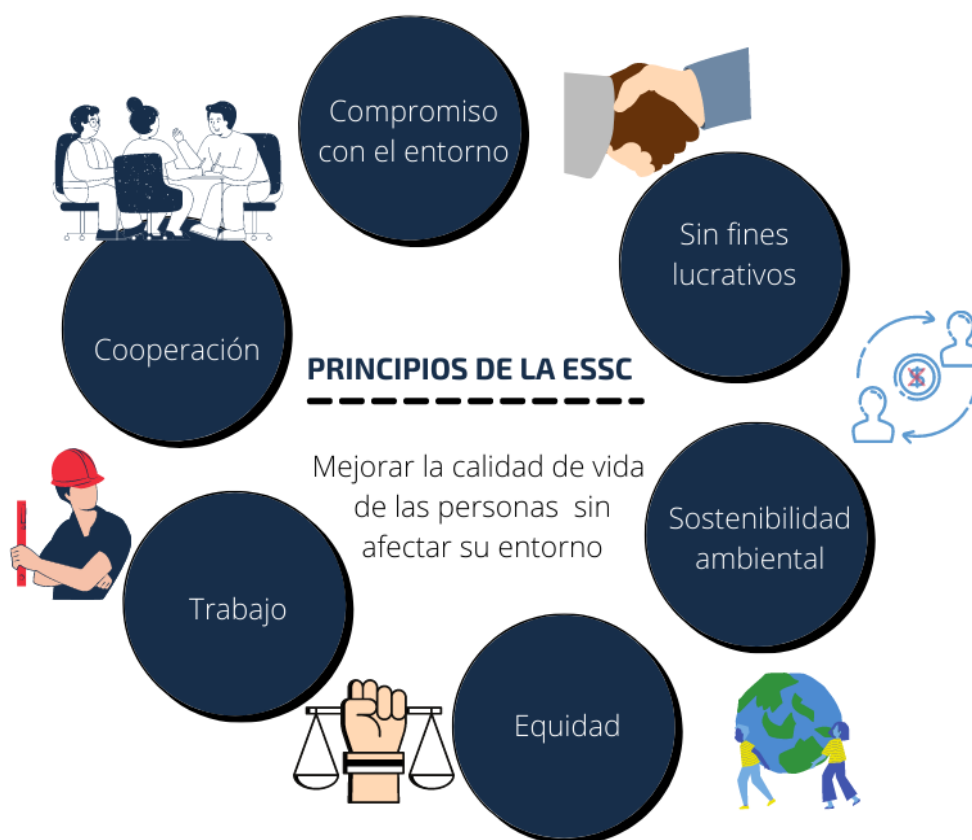 Compromiso
con el entorno
Sin fines
lucrativos
Cooperación
PRINCIPIOS DE LA ESSC
Mejorar la calidad de vida
de las personas sin
afectar su entorno
Sostenibilidad
ambiental
Trabajo
Equidad